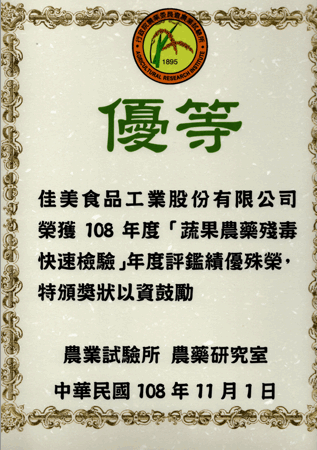 行政院農業委員會農業試驗所
1895
AGRICULTURAL RESEARCH INSTITUTE
優等
佳美食品工業股份有限公司
榮獲 108 年度「蔬果農藥殘毒
快速檢驗」年度評鑑績優殊榮，
特頒獎狀以資鼓勵
農業試驗所 農藥研究室
中華民國 108 年 11 月 1 日